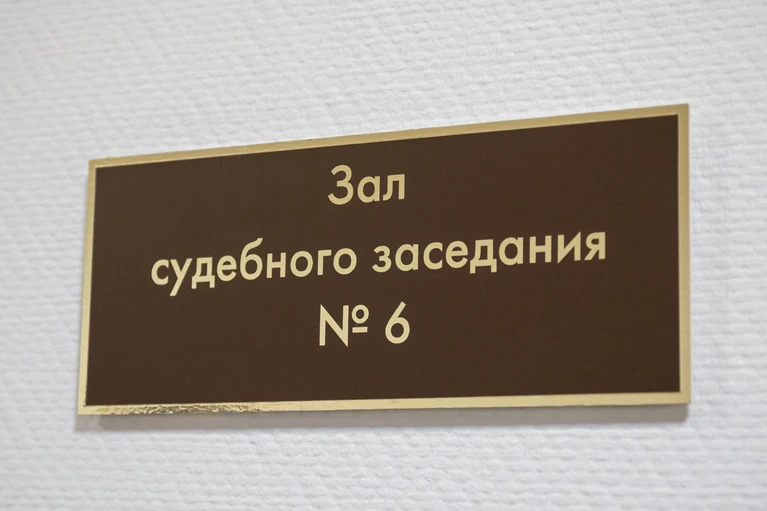 Зал
судебного заседания
№ 6